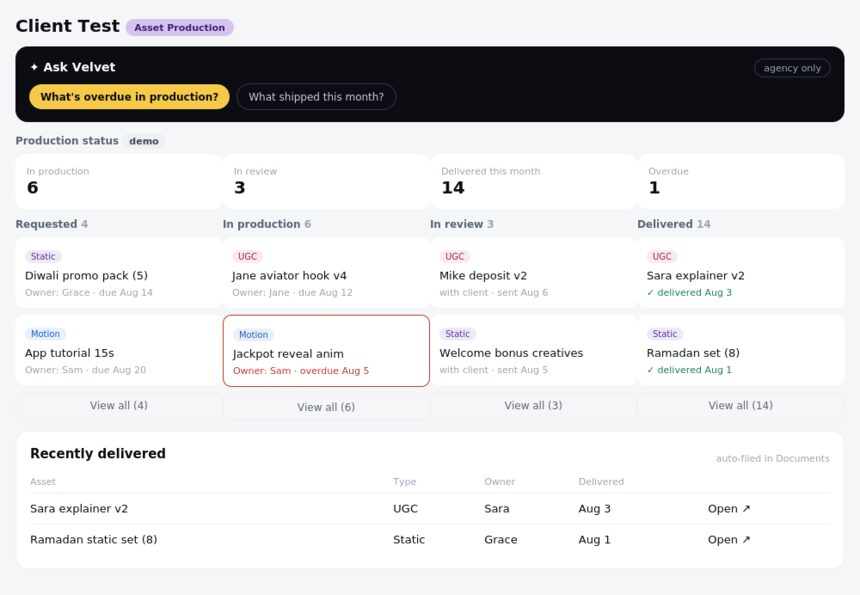 Client Test Asset Production
✦ Ask Velvet agency only
What's overdue in production? What shipped this month?
Production status demo
In production In review Delivered this month Overdue
6 3 14 1
Requested 4 In production 6 In review 3 Delivered 14
Static UGC UGC UGC
Diwali promo pack (5) Jane aviator hook v4 Mike deposit v2 Sara explainer v2
Owner: Grace · due Aug 14 Owner: Jane · due Aug 12 with client · sent Aug 6 ✓ delivered Aug 3
Motion Motion Static Static
App tutorial 15s Jackpot reveal anim Welcome bonus creatives Ramadan set (8)
Owner: Sam · due Aug 20 Owner: Sam · overdue Aug 5 with client · sent Aug 5 ✓ delivered Aug 1
View all (4) View all (6) View all (3) View all (14)
Recently delivered auto-filed in Documents
Asset Type Owner Delivered
Sara explainer v2 UGC Sara Aug 3 Open ↗
Ramadan static set (8) Static Grace Aug 1 Open ↗